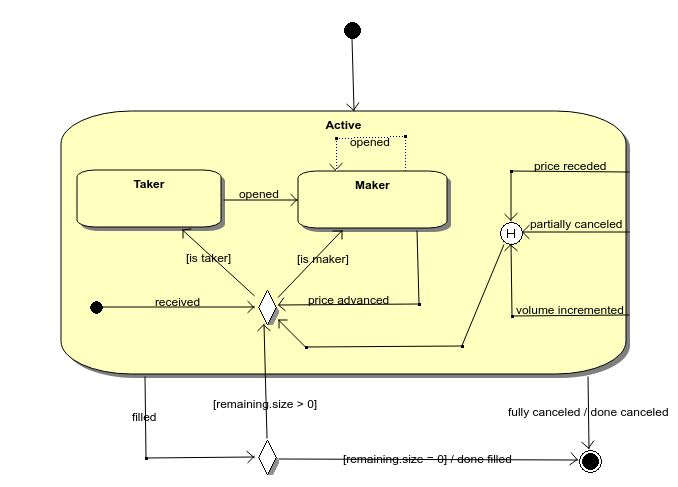 Active
opened
price receded
Taker
Maker
opened
H
partially canceled
[is taker]
[is maker]
received
price advanced
volume incremented
[remaining.size > 0]
filled
fully canceled / done canceled
[remaining.size = 0] / done filled